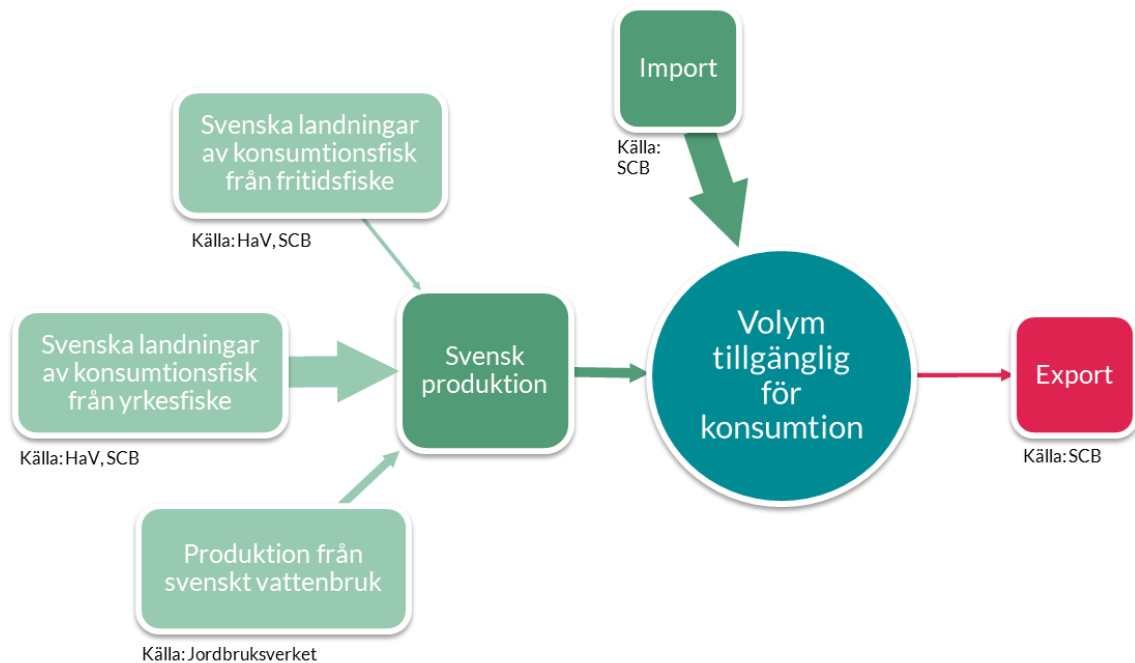 Import
Källa:
SCB
Svenska landningar
av konsumtionsfisk
från fritidsfiske
Källa: HaV, SCB
Svenska landningar
av konsumtionsfisk
från yrkesfiske
Källa: HaV, SCB
Svensk
produktion
Volym
tillgänglig
för
konsumtion
Export
Källa: SCB
Produktion från
svenskt vattenbruk
Källa: Jordbruksverket